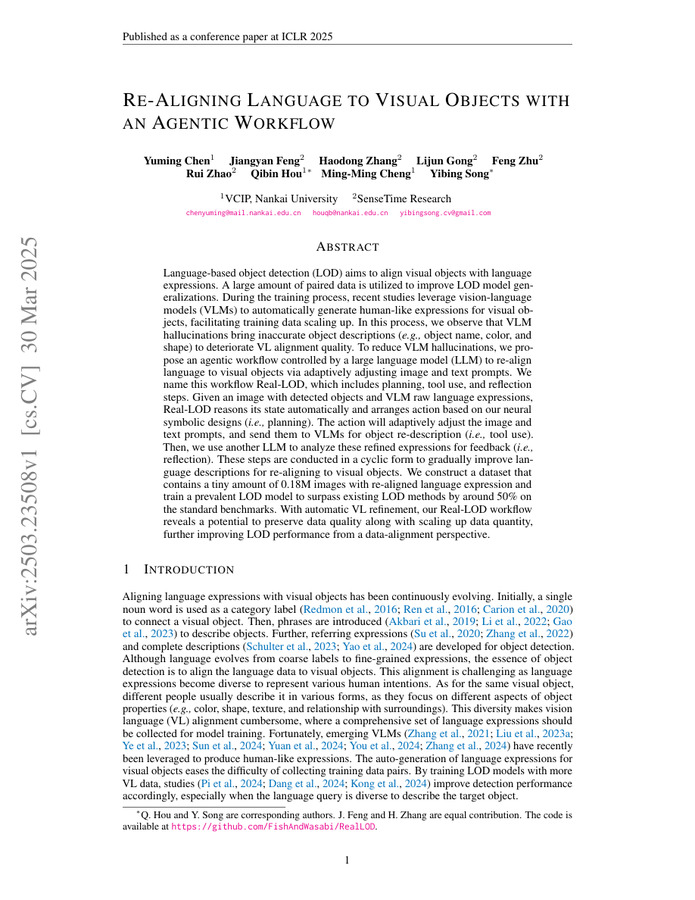 Published as a conference paper at ICLR 2025
RE-ALIGNING LANGUAGE TO VISUAL OBJECTS WITH
AN AGENTIC WORKFLOW
Yuming Chen1 Jiangyan Feng2 Haodong Zhang2 Lijun Gong2 Feng Zhu2
Rui Zhao2 Qibin Hou1* Ming-Ming Cheng1 Yibing Song*
1VCIP, Nankai University 2SenseTime Research
chenyuming@mail.nankai.edu.cn houqb@nankai.edu.cn yibingsong.cv@gmail.com
ABSTRACT
Language-based object detection (LOD) aims to align visual objects with language
expressions. A large amount of paired data is utilized to improve LOD model gen-
eralizations. During the training process, recent studies leverage vision-language
models (VLMs) to automatically generate human-like expressions for visual ob-
jects, facilitating training data scaling up. In this process, we observe that VLM
hallucinations bring inaccurate object descriptions (e.g., object name, color, and
shape) to deteriorate VL alignment quality. To reduce VLM hallucinations, we pro-
pose an agentic workflow controlled by a large language model (LLM) to re-align
language to visual objects via adaptively adjusting image and text prompts. We
name this workflow Real-LOD, which includes planning, tool use, and reflection
steps. Given an image with detected objects and VLM raw language expressions,
Real-LOD reasons its state automatically and arranges action based on our neural
symbolic designs (i.e., planning). The action will adaptively adjust the image and
text prompts, and send them to VLMs for object re-description (i.e., tool use).
Then, we use another LLM to analyze these refined expressions for feedback (i.e.,
reflection). These steps are conducted in a cyclic form to gradually improve lan-
guage descriptions for re-aligning to visual objects. We construct a dataset that
contains a tiny amount of 0.18M images with re-aligned language expression and
train a prevalent LOD model to surpass existing LOD methods by around 50% on
the standard benchmarks. With automatic VL refinement, our Real-LOD workflow
reveals a potential to preserve data quality along with scaling up data quantity,
further improving LOD performance from a data-alignment perspective.
1 INTRODUCTION
Aligning language expressions with visual objects has been continuously evolving. Initially, a single
noun word is used as a category label (Redmon et al., 2016; Ren et al., 2016; Carion et al., 2020)
to connect a visual object. Then, phrases are introduced (Akbari et al., 2019; Li et al., 2022; Gao
et al., 2023) to describe objects. Further, referring expressions (Su et al., 2020; Zhang et al., 2022)
and complete descriptions (Schulter et al., 2023; Yao et al., 2024) are developed for object detection.
Although language evolves from coarse labels to fine-grained expressions, the essence of object
detection is to align the language data to visual objects. This alignment is challenging as language
expressions become diverse to represent various human intentions. As for the same visual object,
different people usually describe it in various forms, as they focus on different aspects of object
properties (e.g., color, shape, texture, and relationship with surroundings). This diversity makes vision
language (VL) alignment cumbersome, where a comprehensive set of language expressions should
be collected for model training. Fortunately, emerging VLMs (Zhang et al., 2021; Liu et al., 2023a;
Ye et al., 2023; Sun et al., 2024; Yuan et al., 2024; You et al., 2024; Zhang et al., 2024) have recently
been leveraged to produce human-like expressions. The auto-generation of language expressions for
visual objects eases the difficulty of collecting training data pairs. By training LOD models with more
VL data, studies (Pi et al., 2024; Dang et al., 2024; Kong et al., 2024) improve detection performance
accordingly, especially when the language query is diverse to describe the target object.
*Q. Hou and Y. Song are corresponding authors. J. Feng and H. Zhang are equal contribution. The code is
available at https://github.com/FishAndWasabi/RealLOD.
1
arXiv:2503.23508v1 [cs.CV] 30 Mar 2025